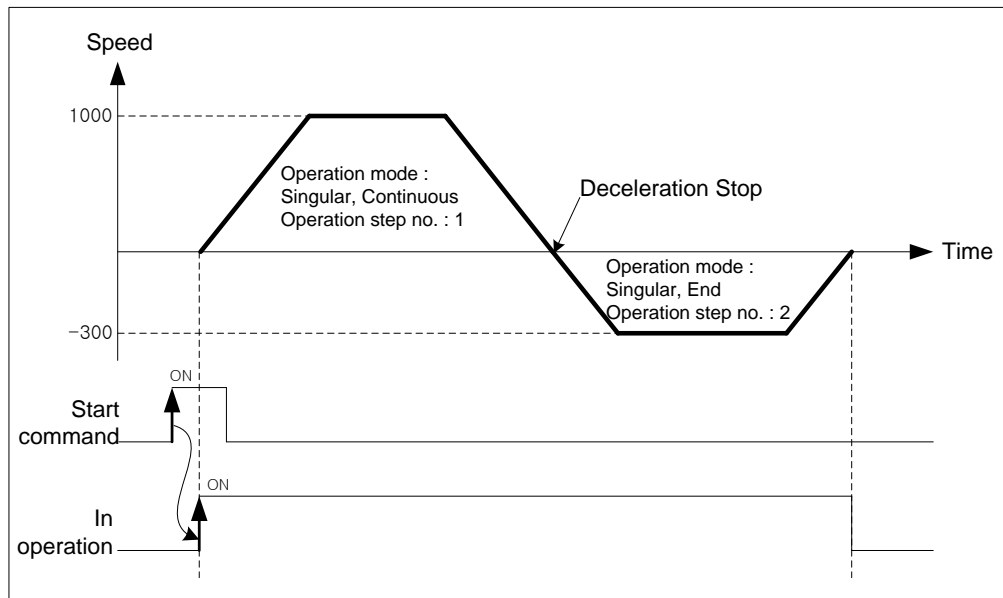 Speed
1000
Operation mode :
Singular, Continuous
Operation step no. : 1
Deceleration Stop
Time
Operation mode :
Singular, End
Operation step no. : 2
−300
ON
Start
command
ON
In
operation